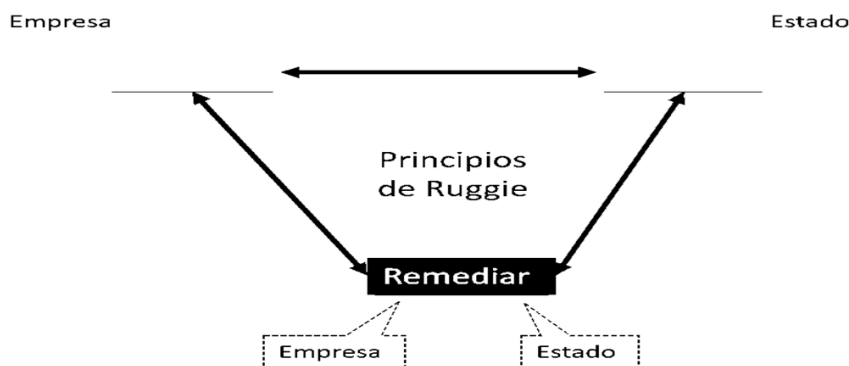 Empresa
Estado
Principios
de Ruggie
Remediar
Empresa
Estado